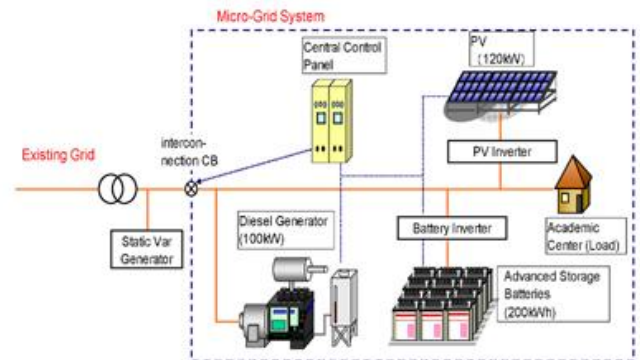 Micro-Grid System
Central Control
Panel
PV
(120kW)
Existing Grid
intercon-
nection CB
PV Inverter
Static Var
Generator
Diesel Generator
(100kW)
Battery Inverter
Academic
Center (Load)
Advanced Storage
Batteries
(200kWh)